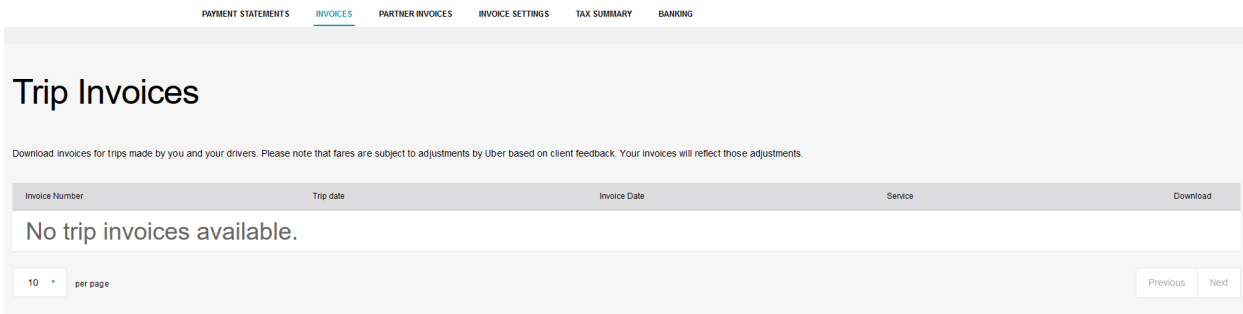 PAYMENT STATEMENTS INVOICES PARTNER INVOICES INVOICE SETTINGS TAX SUMMARY BANKING
Trip Invoices
Download invoices for trips made by you and your drivers. Please note that fares are subject to adjustments by Uber based on client feedback. Your invoices will reflect those adjustments.
Invoice Number Trip date Invoice Date Service Download
No trip invoices available.
10 per page Previous Next